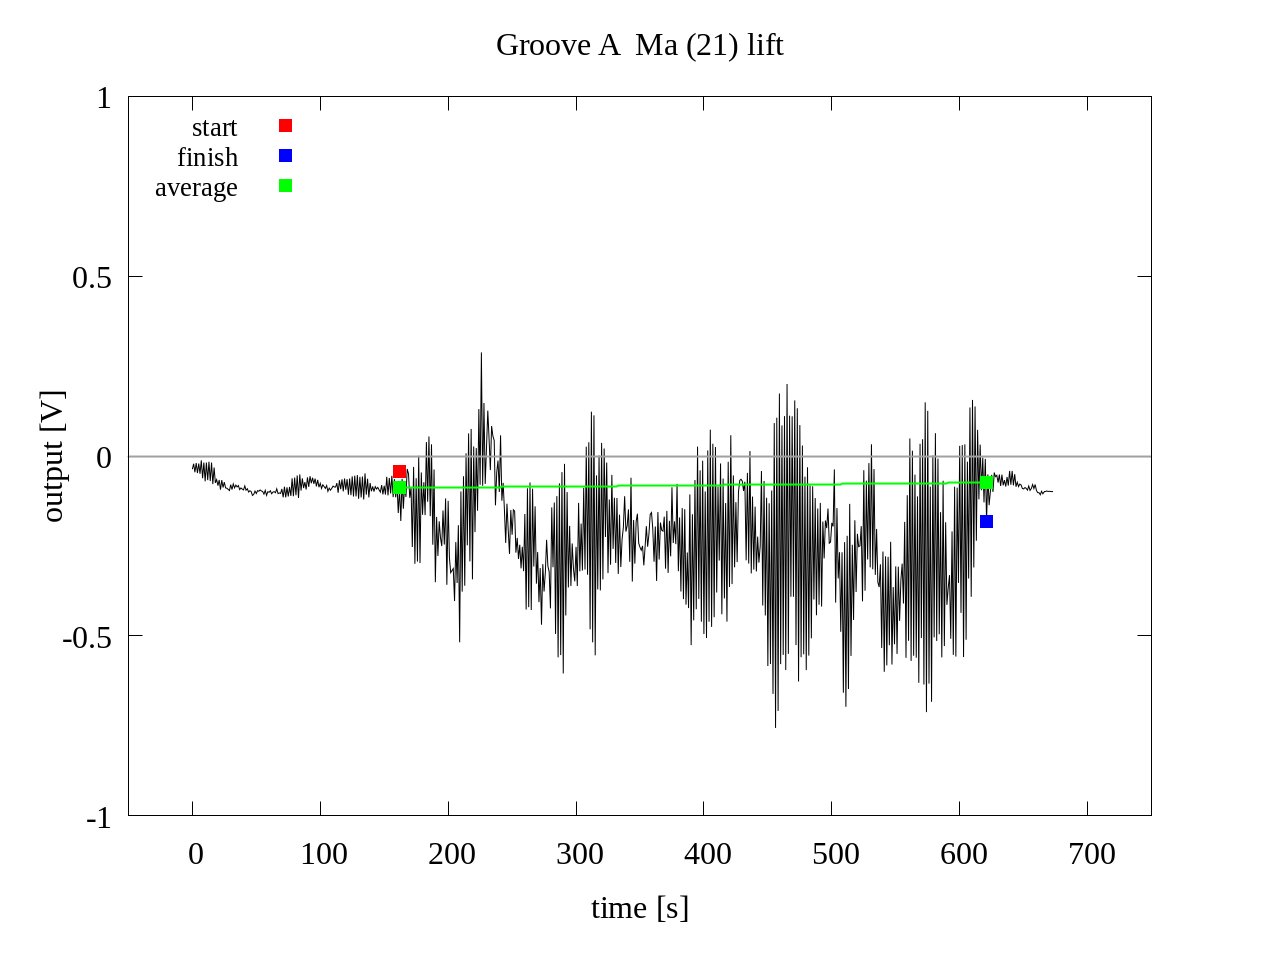 Groove A  Ma (21) lift
start
finish
average
output [V]
1
0.5
0
-0.5
-1
0 100 200 300 400 500 600 700
time [s]